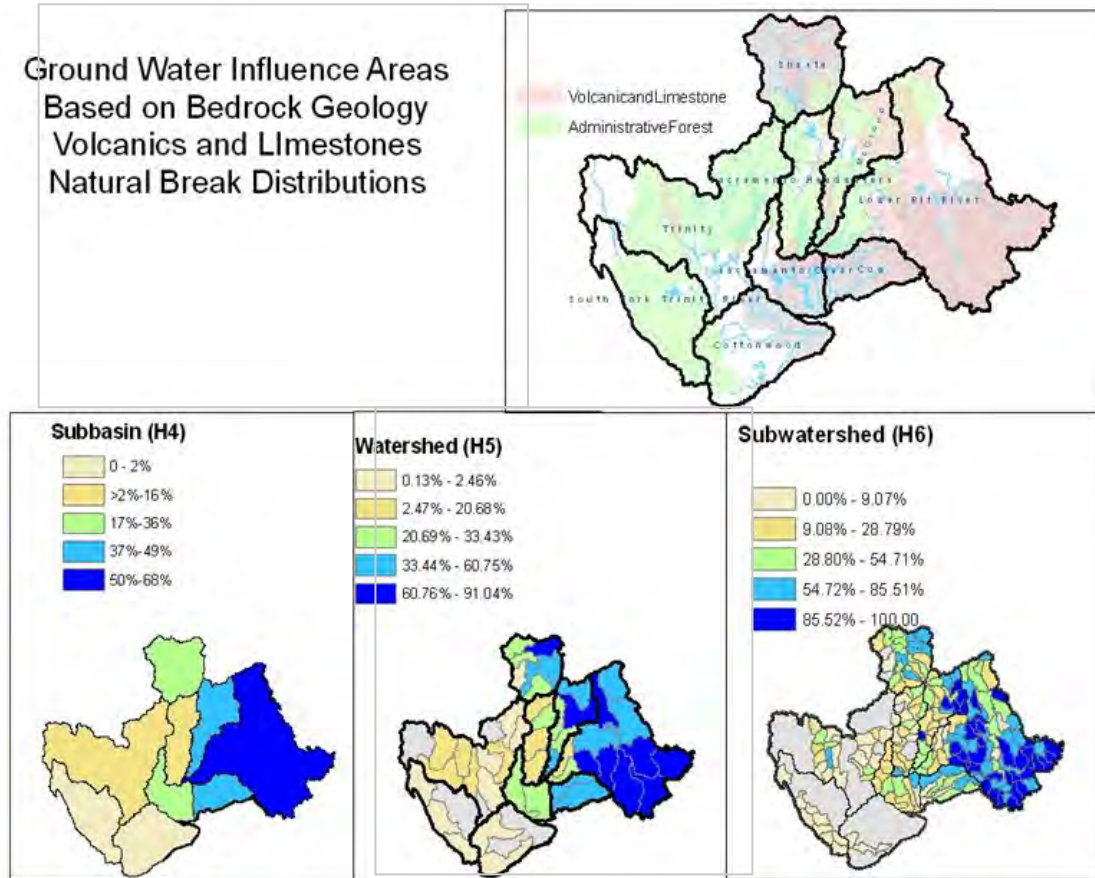 Ground Water Influence Areas
Based on Bedrock Geology
Volcanics and LImestones
Natural Break Distributions
VolcanicandLimestone
AdministrativeForest
Shasta
McCloud
Sacramento Headwaters
Lower Pit River
Trinity
Sacramento Clear Cow
South Fork Trinity River
Cottonwood
Subbasin (H4)
0 - 2%
>2%-16%
17%-36%
37%-49%
50%-68%
Watershed (H5)
0.13% - 2.46%
2.47% - 20.68%
20.69% - 33.43%
33.44% - 60.75%
60.76% - 91.04%
Subwatershed (H6)
0.00% - 9.07%
9.08% - 28.79%
28.80% - 54.71%
54.72% - 85.51%
85.52% - 100.00